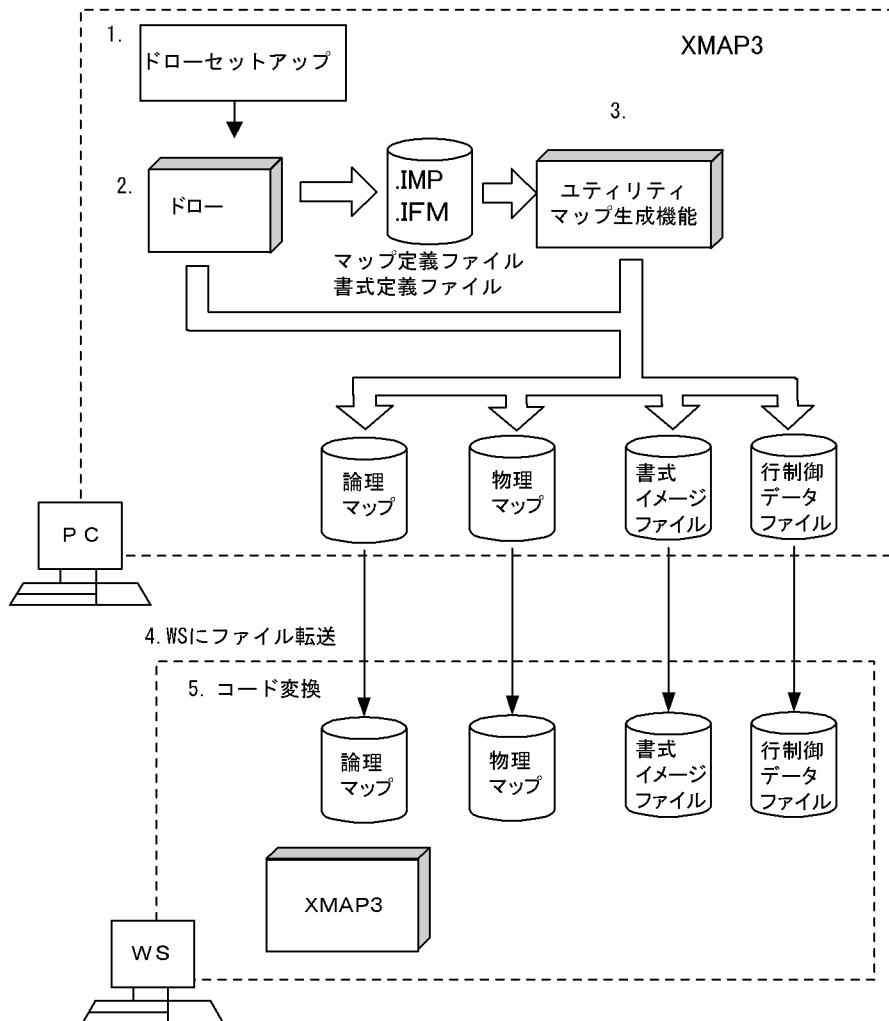 1.
ドローセットアップ
XMAP3
3.
2.
ドロー
.IMP
.IFM
ユティリティ
マップ生成機能
マップ定義ファイル
書式定義ファイル
論理
マップ
物理
マップ
書式
イメージ
ファイル
行制御
データ
ファイル
PC
4.WSにファイル転送
5. コード変換
論理
マップ
物理
マップ
書式
イメージ
ファイル
行制御
データ
ファイル
XMAP3
WS